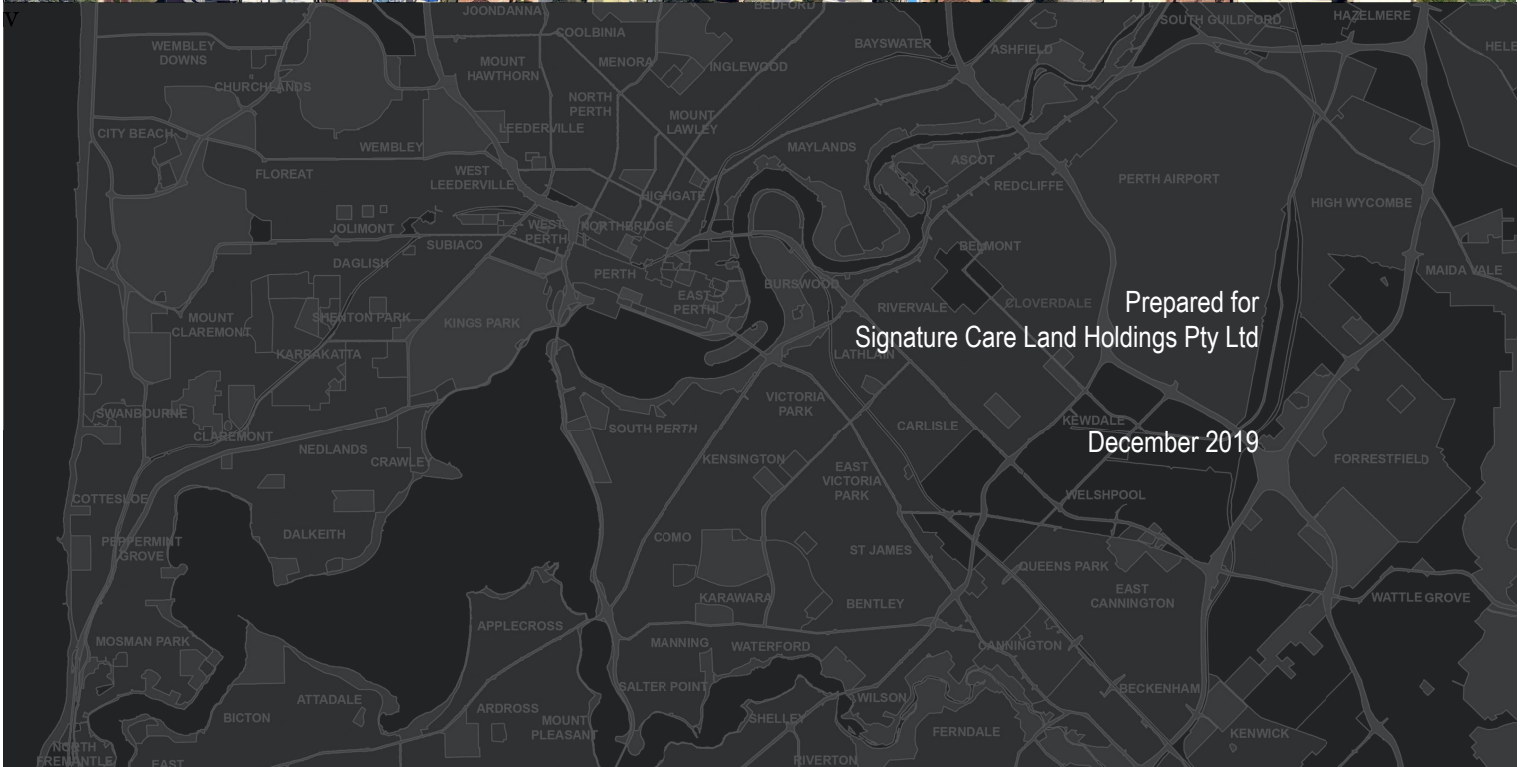 v
JOONDANNA
BEDFORD
SOUTH GUILDFORD
HAZELMERE
COOLBINIA
WEMBLEY
DOWNS
BAYSWATER
ASHFIELD
MOUNT
HAWTHORN
MENORA
INGLEWOOD
CHURCHLANDS
NORTH
PERTH
MOUNT
LAWLEY
LEEDERVILLE
CITY BEACH
WEMBLEY
MAYLANDS
ASCOT
FLOREAT
WEST
LEEDERVILLE
REDCLIFFE
PERTH AIRPORT
HIGHGATE
HIGH WYCOMBE
JOLIMONT
WEST
PERTH
NORTHBRIDGE
SUBIACO
BELMONT
DAGLISH
PERTH
MAIDA VALE
EAST
PERTH
BURSWOOD
RIVERVALE
CLOVERDALE
Prepared for
Signature Care Land Holdings Pty Ltd
MOUNT
CLAREMONT
SHENTON PARK
KINGS PARK
KARRAKATTA
LATHLAIN
VICTORIA
PARK
SWANBOURNE
CLAREMONT
SOUTH PERTH
CARLISLE
KEWDALE
December 2019
NEDLANDS
CRAWLEY
KENSINGTON
EAST
VICTORIA
PARK
FORRESTFIELD
COTTESLOE
WELSHPOOL
PEPPERMINT
GROVE
DALKEITH
COMO
ST JAMES
QUEENS PARK
EAST
CANNINGTON
KARAWARA
BENTLEY
WATTLE GROVE
APPLECROSS
MOSMAN PARK
MANNING
WATERFORD
CANNINGTON
SALTER POINT
WILSON
BECKENHAM
ATTADALE
BICTON
ARDROSS
MOUNT
PLEASANT
SHELLEY
FERNDALE
KENWICK
NORTH
FREMANTLE
EAST
RIVERTON